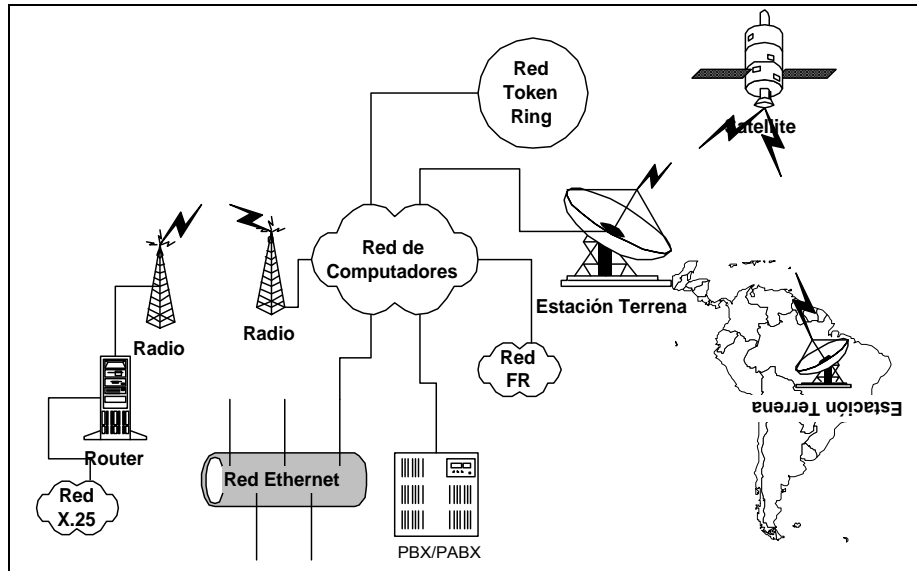 Red
Token
Ring
Satellite
Red de
Computadores
Estación Terrena
Radio
Radio
Red
FR
Estación Terrena
Router
Red Ethernet
Red
X.25
PBX/PABX